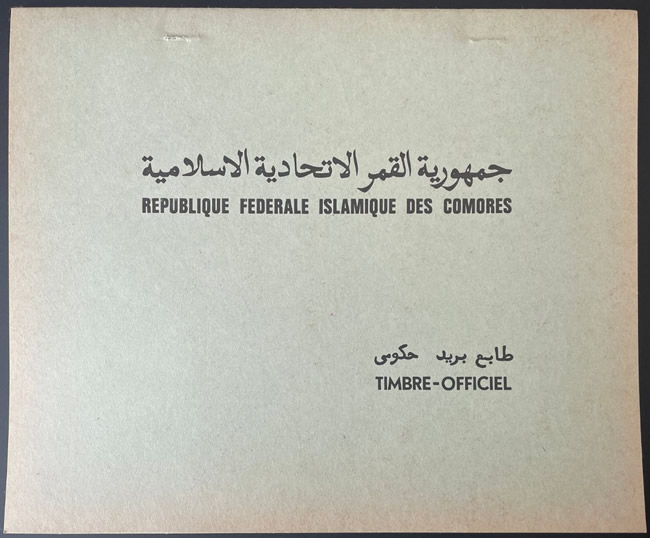 جمهورية القمر الاتحادية الاسلامية
REPUBLIQUE FEDERALE ISLAMIQUE DES COMORES
طابع بريد حكومى
TIMBRE-OFFICIEL